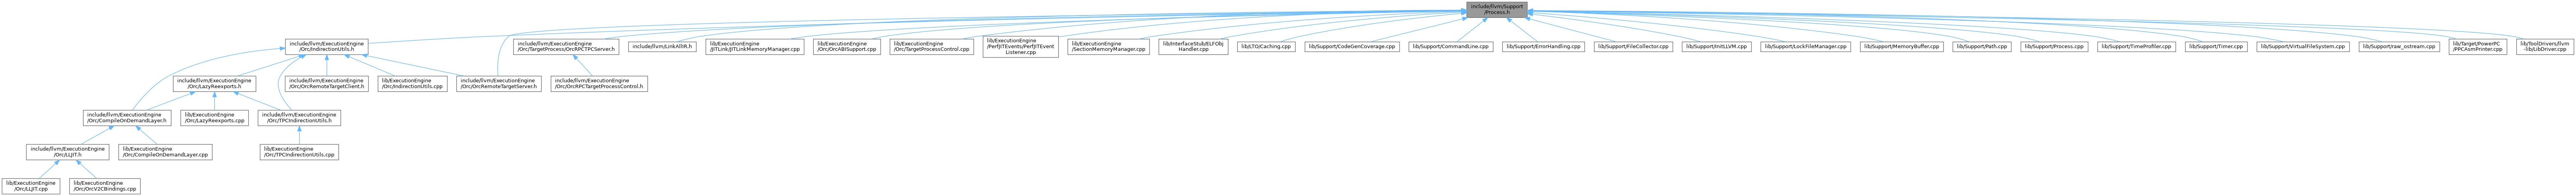 include/llvm/Support
/Process.h
include/llvm/ExecutionEngine
/Orc/IndirectionUtils.h
include/llvm/ExecutionEngine
/Orc/TargetProcess/OrcRPCTPCServer.h
include/llvm/LinkAllIR.h
lib/ExecutionEngine
/JITLink/JITLinkMemoryManager.cpp
lib/ExecutionEngine
/Orc/OrcABISupport.cpp
lib/ExecutionEngine
/Orc/TargetProcessControl.cpp
lib/ExecutionEngine
/PerfJITEvents/PerfJITEvent
Listener.cpp
lib/ExecutionEngine
/SectionMemoryManager.cpp
lib/InterfaceStub/ELFObj
Handler.cpp
lib/LTO/Caching.cpp
lib/Support/CodeGenCoverage.cpp
lib/Support/CommandLine.cpp
lib/Support/ErrorHandling.cpp
lib/Support/FileCollector.cpp
lib/Support/InitLLVM.cpp
lib/Support/LockFileManager.cpp
lib/Support/MemoryBuffer.cpp
lib/Support/Path.cpp
lib/Support/Process.cpp
lib/Support/TimeProfiler.cpp
lib/Support/Timer.cpp
lib/Support/VirtualFileSystem.cpp
lib/Support/raw_ostream.cpp
lib/Target/PowerPC
/PPCAsmPrinter.cpp
lib/ToolDrivers/llvm
-lib/LibDriver.cpp
include/llvm/ExecutionEngine
/Orc/LazyReexports.h
include/llvm/ExecutionEngine
/Orc/OrcRemoteTargetClient.h
lib/ExecutionEngine
/Orc/IndirectionUtils.cpp
include/llvm/ExecutionEngine
/Orc/OrcRemoteTargetServer.h
include/llvm/ExecutionEngine
/Orc/OrcRPCTargetProcessControl.h
include/llvm/ExecutionEngine
/Orc/CompileOnDemandLayer.h
lib/ExecutionEngine
/Orc/LazyReexports.cpp
include/llvm/ExecutionEngine
/Orc/TPCIndirectionUtils.h
include/llvm/ExecutionEngine
/Orc/LLJIT.h
lib/ExecutionEngine
/Orc/CompileOnDemandLayer.cpp
lib/ExecutionEngine
/Orc/TPCIndirectionUtils.cpp
lib/ExecutionEngine
/Orc/LLJIT.cpp
lib/ExecutionEngine
/Orc/OrcV2CBindings.cpp